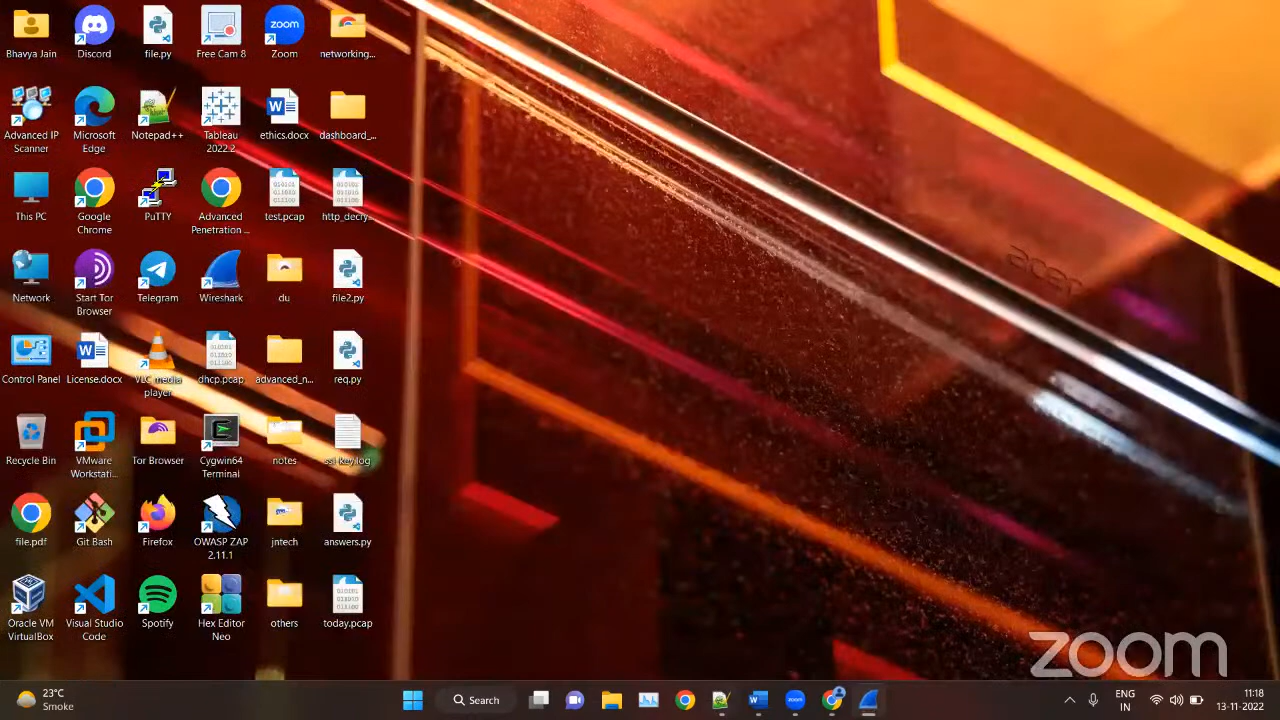 Bhavya Jain
Discord
file.py
Free Cam 8
zoom
Zoom
networking...
Advanced IP
Scanner
Microsoft
Edge
Notepad++
Tableau
2022.2
ethics.docx
dashboard_...
This PC
Google
Chrome
PuTTY
Advanced
Penetration ...
test.pcap
http_decry...
Network
Start Tor
Browser
Telegram
Wireshark
du
file2.py
Control Panel
License.docx
VLC media
player
dhcp.pcap
advanced_n...
req.py
Recycle Bin
VMware
Workstati...
Tor Browser
Cygwin64
Terminal
notes
file.pdf
Git Bash
Firefox
OWASP ZAP
2.11.1
jntech
answers.py
Oracle VM
VirtualBox
Visual Studio
Code
Spotify
Hex Editor
Neo
others
today.pcap
acer
zoom
23°C
Smoke
Search
ENG
IN
11:18
13-11-2022